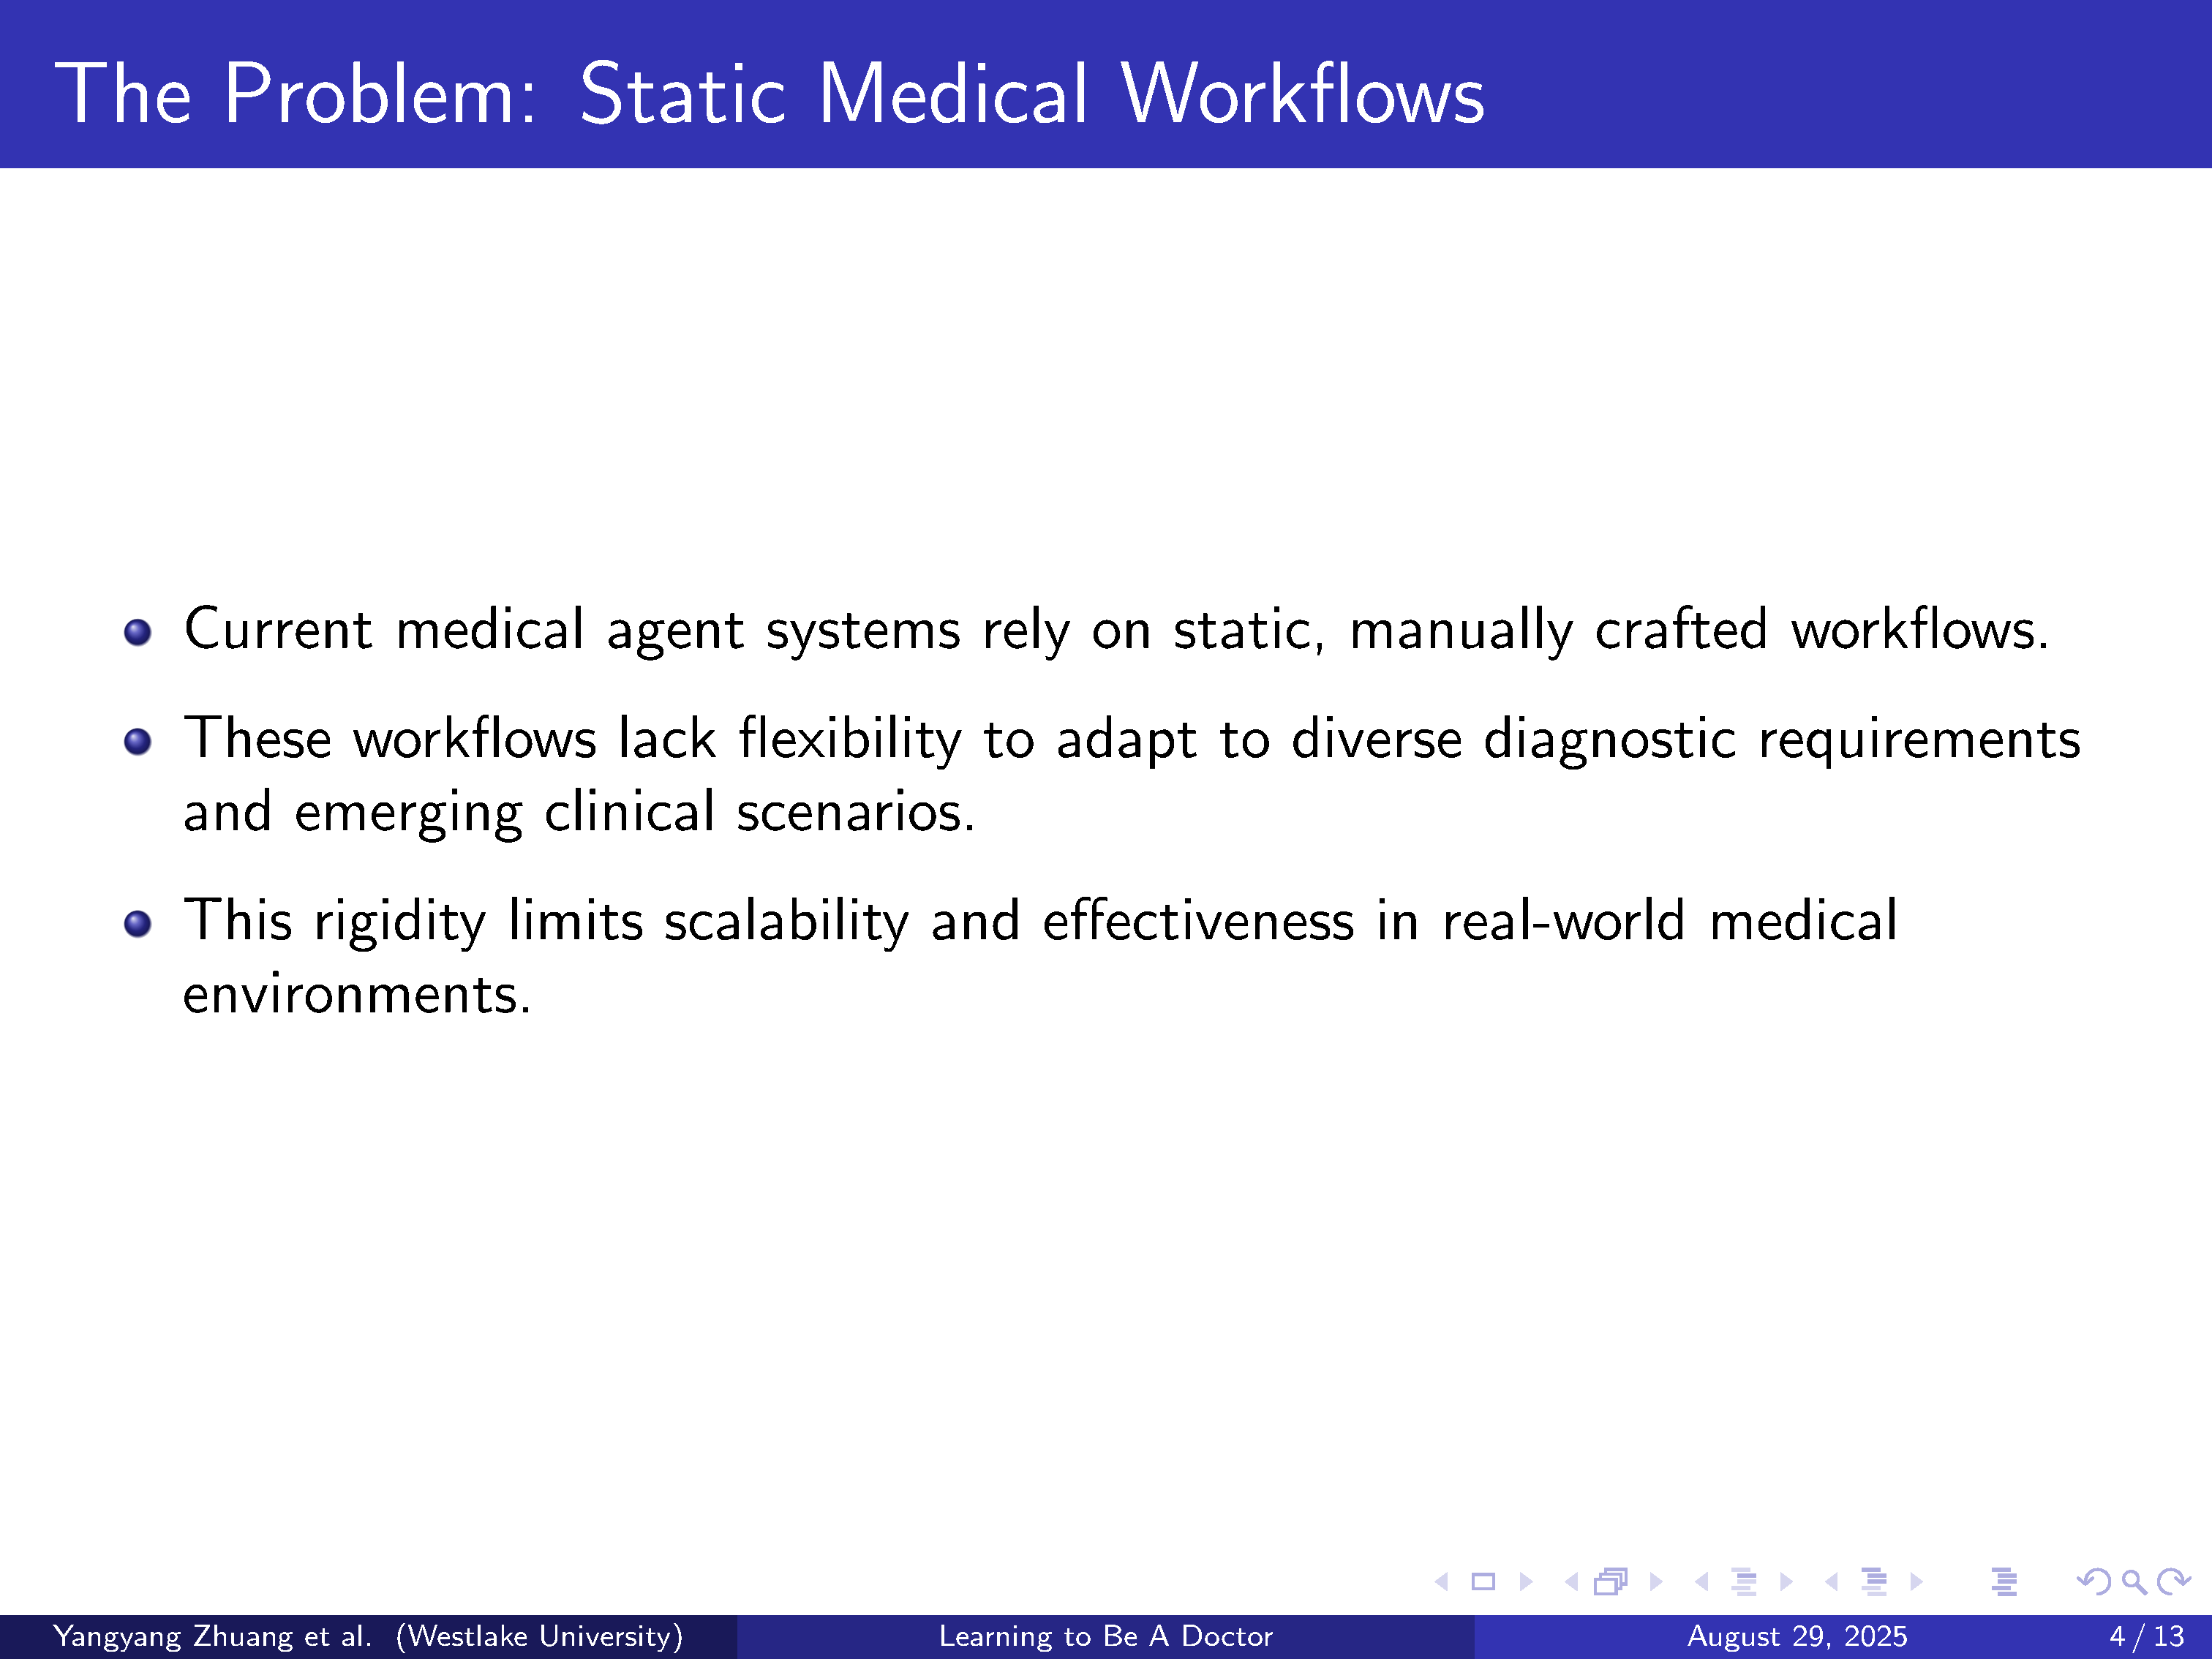 The Problem: Static Medical Workflows
Current medical agent systems rely on static, manually crafted workflows.
These workflows lack flexibility to adapt to diverse diagnostic requirements
and emerging clinical scenarios.
This rigidity limits scalability and effectiveness in real-world medical
environments.
Yangyang Zhuang et al. (Westlake University)
Learning to Be A Doctor
August 29, 2025
4 / 13